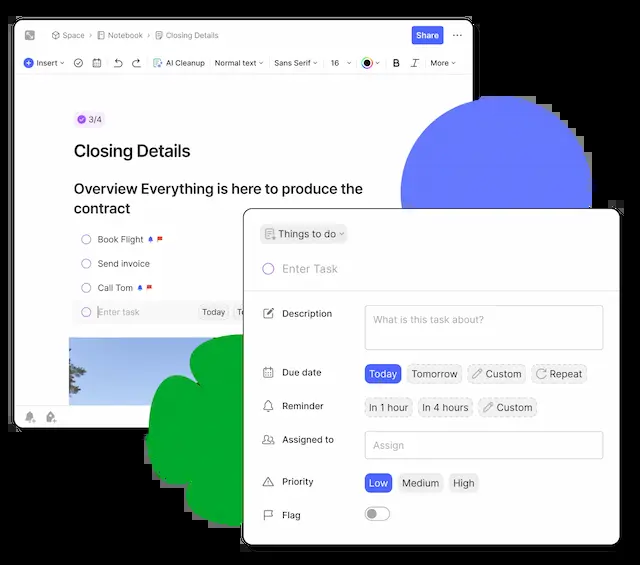 Space › Notebook › Closing Details
Share
Insert
AI Cleanup
Normal text
Sans Serif
16
B
I
More
3/4
Closing Details
Overview Everything is here to produce the
contract
Book Flight
Send invoice
Call Tom
Enter task
Today
Things to do
Enter Task
Description
What is this task about?
Due date
Today
Tomorrow
Custom
Repeat
Reminder
In 1 hour
In 4 hours
Custom
Assigned to
Assign
Priority
Low
Medium
High
Flag